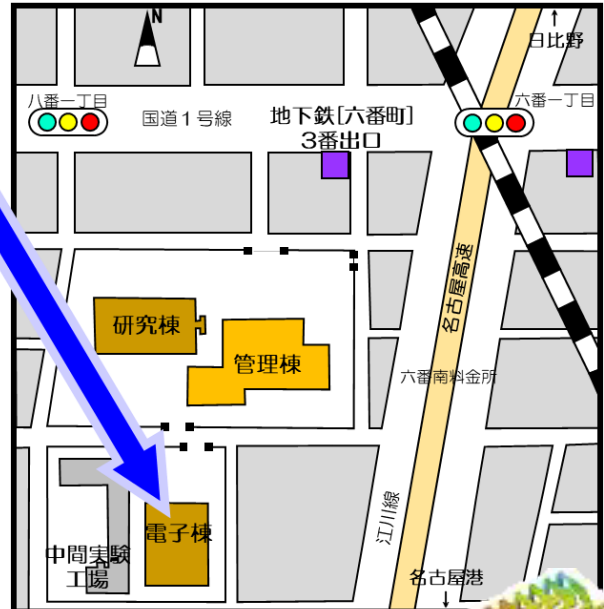 N
日比野
八番一丁目
国道1号線
地下鉄[六番町]
3番出口
六番一丁目
名古屋高速
研究棟
管理棟
六番南料金所
江川線
電子棟
中間実験
工場
名古屋港